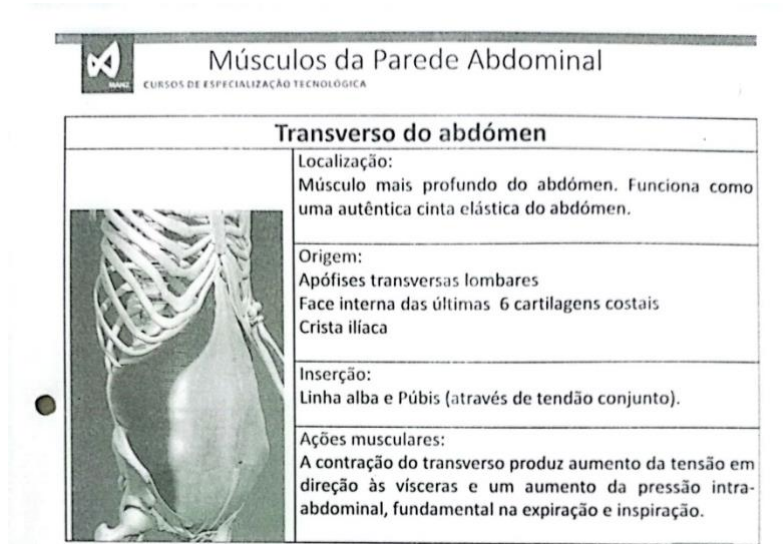 Músculos da Parede Abdominal
MANZ
CURSOS DE ESPECIALIZAÇÃO TECNOLÓGICA
Transverso do abdómen
Localização:
Músculo mais profundo do abdómen. Funciona como
uma autêntica cinta elástica do abdómen.
Origem:
Apófises transversas lombares
Face interna das últimas 6 cartilagens costais
Crista ilíaca
Inserção:
Linha alba e Púbis (através de tendão conjunto).
Ações musculares:
A contração do transverso produz aumento da tensão em
direção às vísceras e um aumento da pressão intra-
abdominal, fundamental na expiração e inspiração.